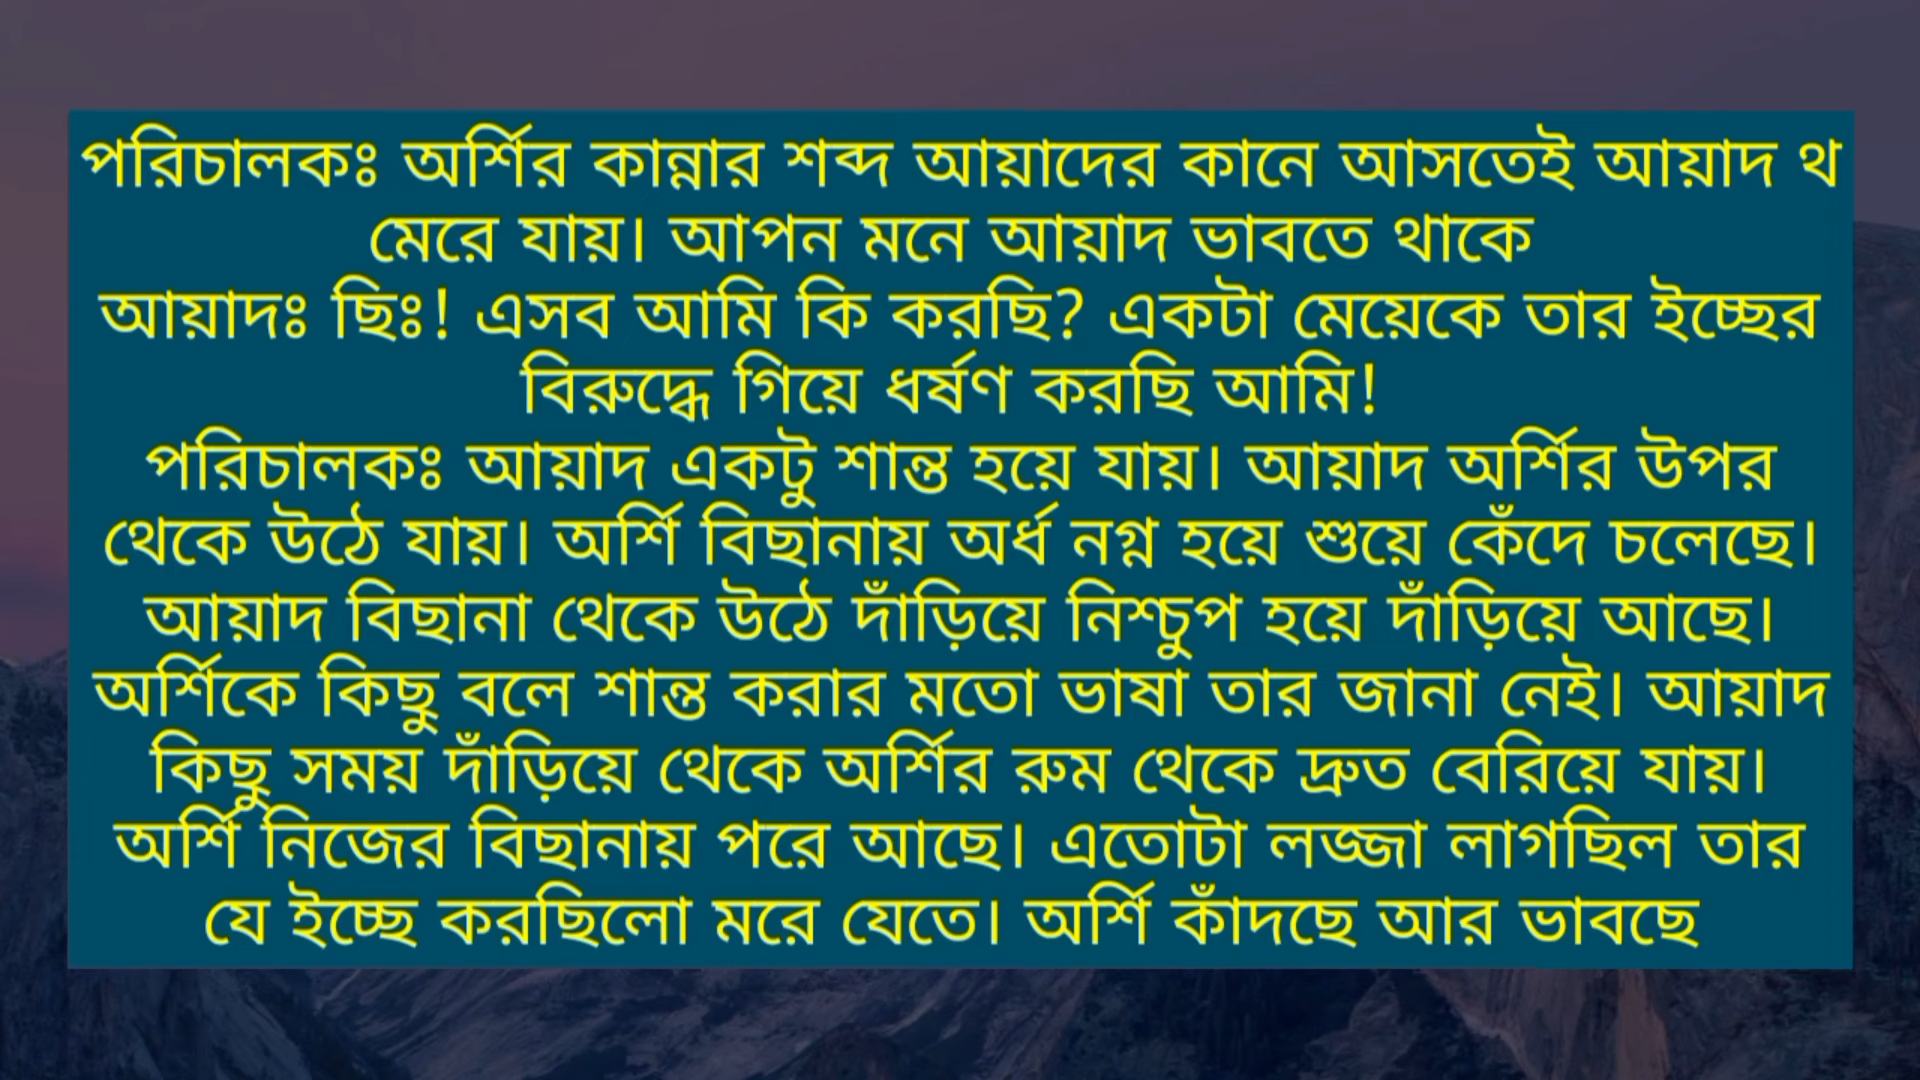 পরিচালকঃ অর্শির কান্নার শব্দ আয়াদের কানে আসতেই আয়াদ থ
মেরে যায়। আপন মনে আয়াদ ভাবতে থাকে
আয়াদঃ ছিঃ! এসব আমি কি করছি? একটা মেয়েকে তার ইচ্ছের
বিরুদ্ধে গিয়ে ধর্ষণ করছি আমি!
পরিচালকঃ আয়াদ একটু শান্ত হয়ে যায়। আয়াদ অর্শির উপর
থেকে উঠে যায়। অর্শি বিছানায় অর্ধ নগ্ন হয়ে শুয়ে কেঁদে চলেছে।
আয়াদ বিছানা থেকে উঠে দাঁড়িয়ে নিশ্চুপ হয়ে দাঁড়িয়ে আছে।
অর্শিকে কিছু বলে শান্ত করার মতো ভাষা তার জানা নেই। আয়াদ
কিছু সময় দাঁড়িয়ে থেকে অর্শির রুম থেকে দ্রুত বেরিয়ে যায়।
অর্শি নিজের বিছানায় পরে আছে। এতোটা লজ্জা লাগছিল তার
যে ইচ্ছে করছিলো মরে যেতে। অর্শি কাঁদছে আর ভাবছে